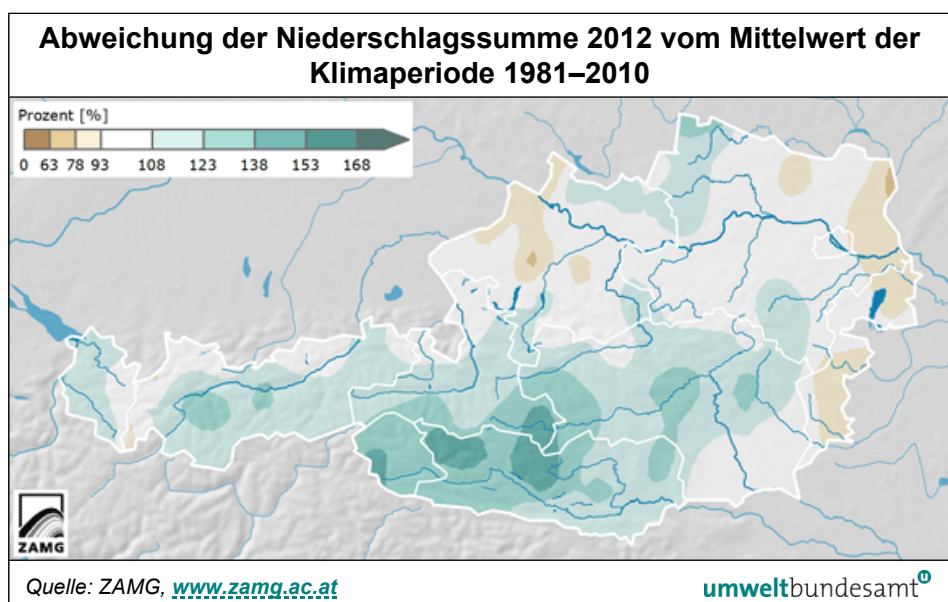 Abweichung der Niederschlagssumme 2012 vom Mittelwert der
Klimaperiode 1981–2010
Prozent [%]
0 63 78 93 108 123 138 153 168
ZAMG
Quelle: ZAMG, www.zamg.ac.at
umweltbundesamt u